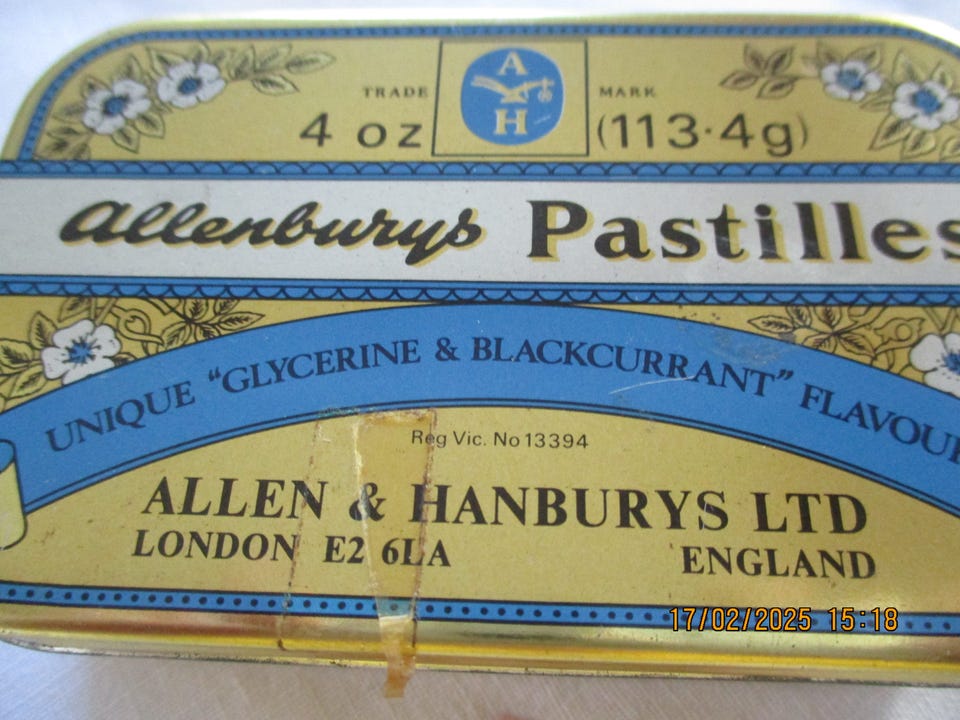 A
H
TRADE MARK
4 oz (113·4g)
Allenburys Pastilles
UNIQUE "GLYCERINE & BLACKCURRANT" FLAVOUR
Reg Vic. No 13394
ALLEN & HANBURYS LTD
LONDON E2 6LA ENGLAND
17/02/2025 15:18